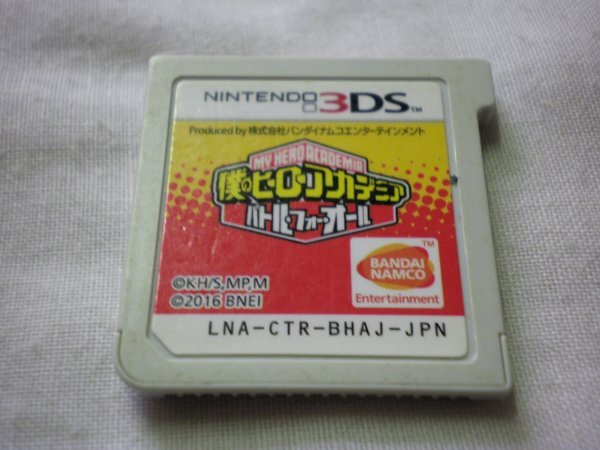 NINTENDO 3DS™
Produced by 株式会社バンダイナムコエンターテインメント
MY HERO ACADEMIA
僕のヒーローアカデミア
バトル・フォー・オール
©KH/S,MP,M
©2016 BNEI
BANDAI
NAMCO
™
Entertainment
LNA-CTR-BHAJ-JPN